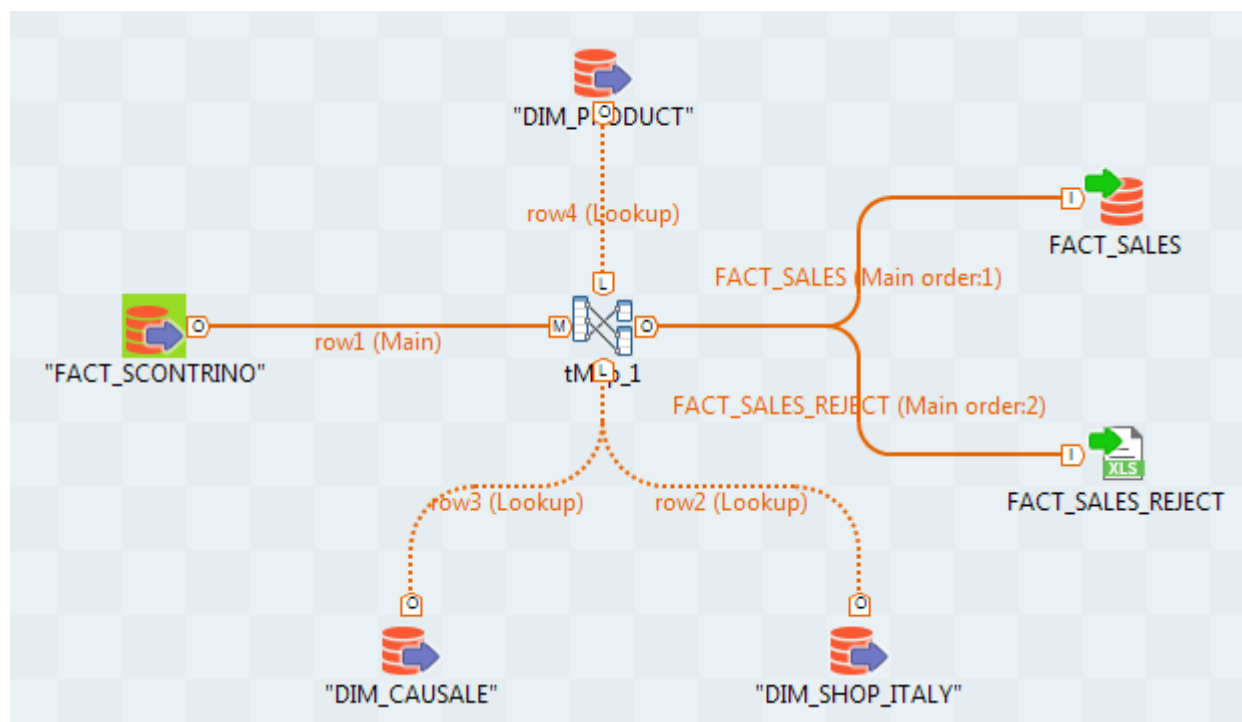 "DIM_PRODUCT"
O
row4 (Lookup)
I
FACT_SALES
FACT_SALES (Main order:1)
L
O
M
O
row1 (Main)
"FACT_SCONTRINO"
tMap_1
L
FACT_SALES_REJECT (Main order:2)
I
XLS
FACT_SALES_REJECT
row3 (Lookup)
row2 (Lookup)
O
O
"DIM_CAUSALE"
"DIM_SHOP_ITALY"